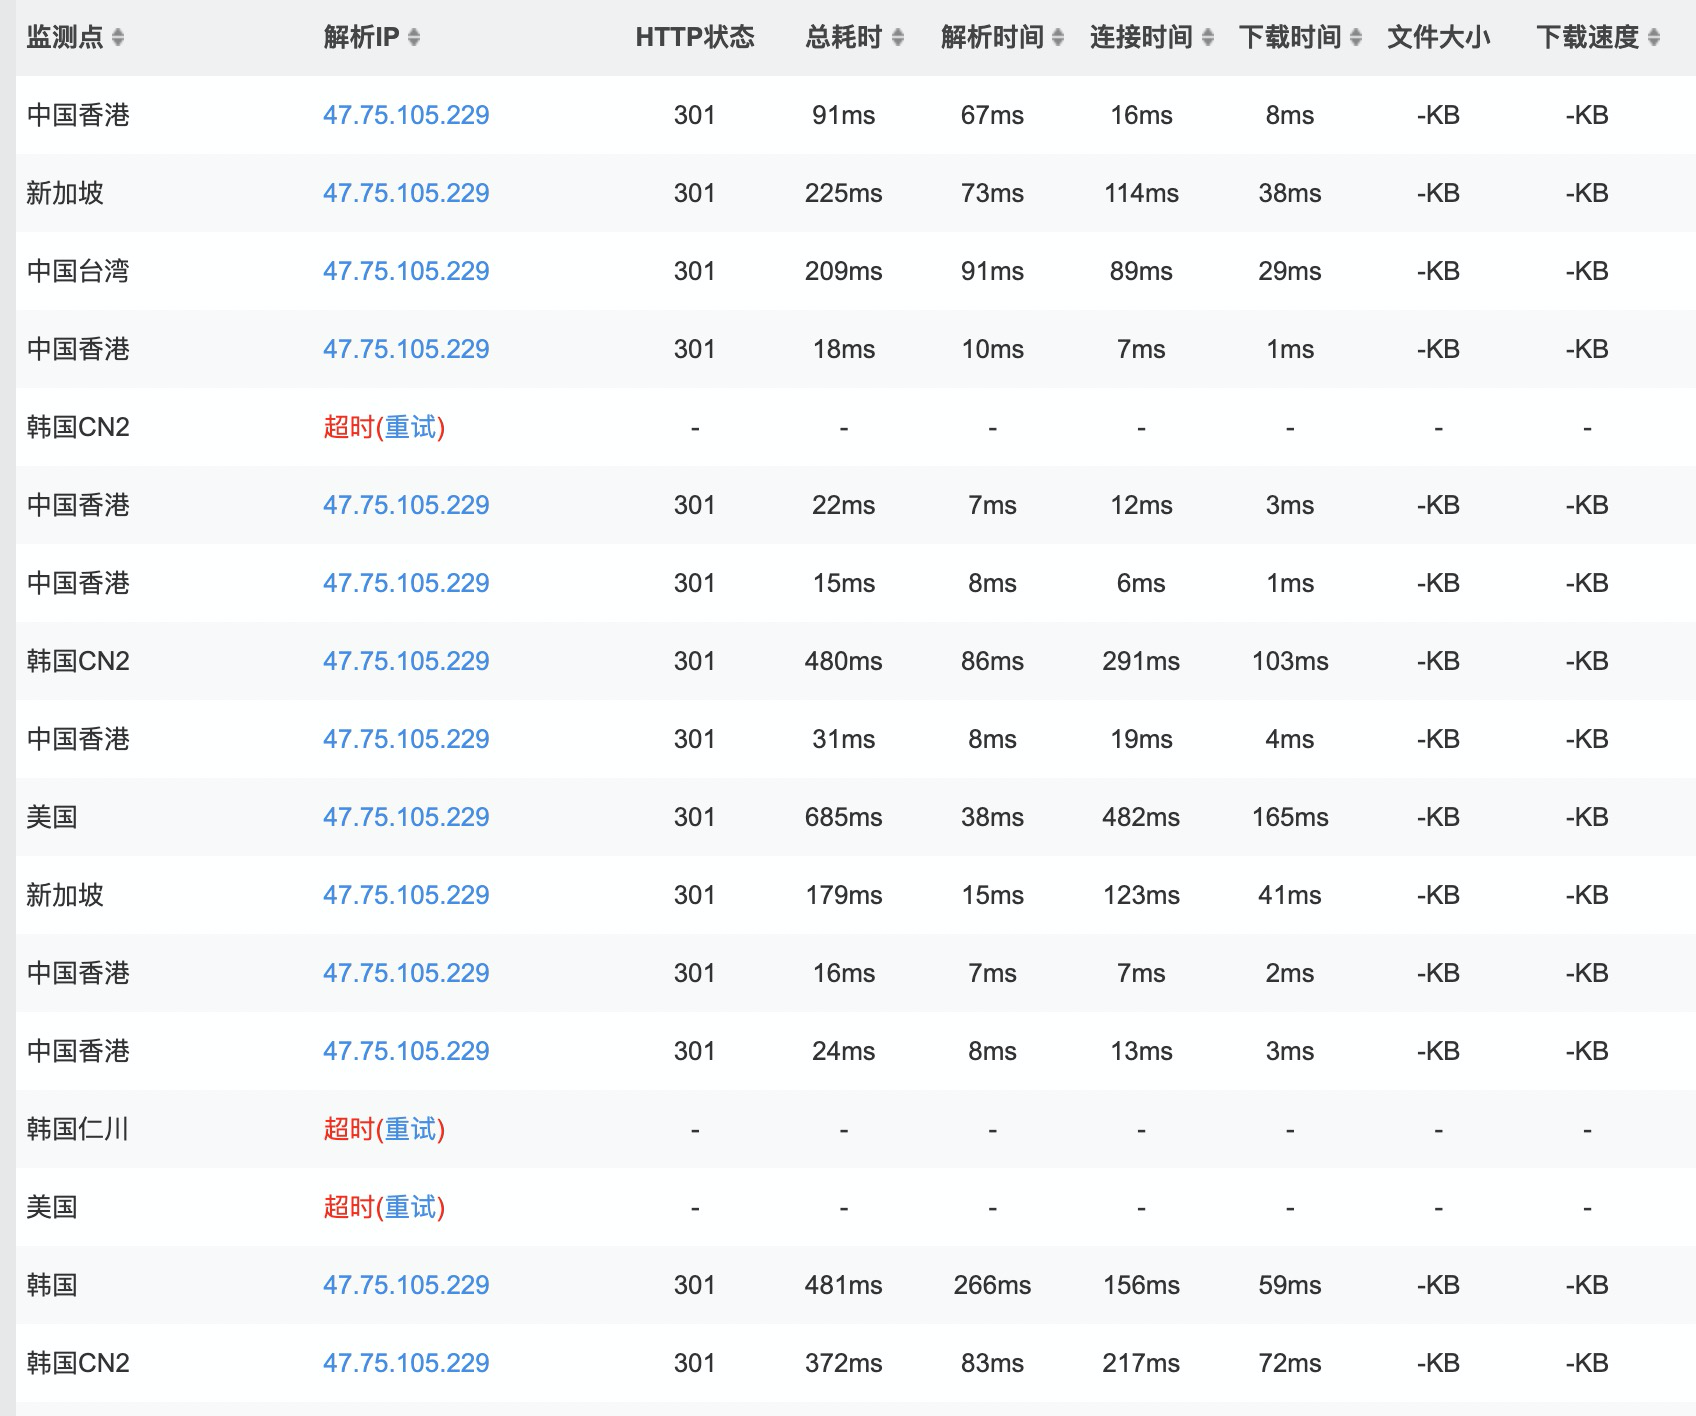 监测点 解析IP HTTP状态 总耗时 解析时间 连接时间 下载时间 文件大小 下载速度
中国香港 47.75.105.229 301 91ms 67ms 16ms 8ms -KB -KB
新加坡 47.75.105.229 301 225ms 73ms 114ms 38ms -KB -KB
中国台湾 47.75.105.229 301 209ms 91ms 89ms 29ms -KB -KB
中国香港 47.75.105.229 301 18ms 10ms 7ms 1ms -KB -KB
韩国CN2 超时(重试) - - - - - - -
中国香港 47.75.105.229 301 22ms 7ms 12ms 3ms -KB -KB
中国香港 47.75.105.229 301 15ms 8ms 6ms 1ms -KB -KB
韩国CN2 47.75.105.229 301 480ms 86ms 291ms 103ms -KB -KB
中国香港 47.75.105.229 301 31ms 8ms 19ms 4ms -KB -KB
美国 47.75.105.229 301 685ms 38ms 482ms 165ms -KB -KB
新加坡 47.75.105.229 301 179ms 15ms 123ms 41ms -KB -KB
中国香港 47.75.105.229 301 16ms 7ms 7ms 2ms -KB -KB
中国香港 47.75.105.229 301 24ms 8ms 13ms 3ms -KB -KB
韩国仁川 超时(重试) - - - - - - -
美国 超时(重试) - - - - - - -
韩国 47.75.105.229 301 481ms 266ms 156ms 59ms -KB -KB
韩国CN2 47.75.105.229 301 372ms 83ms 217ms 72ms -KB -KB